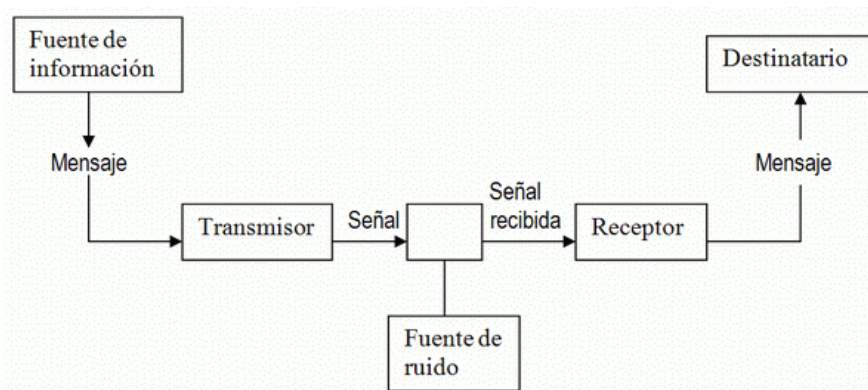 Fuente de
información
Destinatario
Mensaje
Mensaje
Transmisor
Señal
Señal
recibida
Receptor
Fuente de
ruido